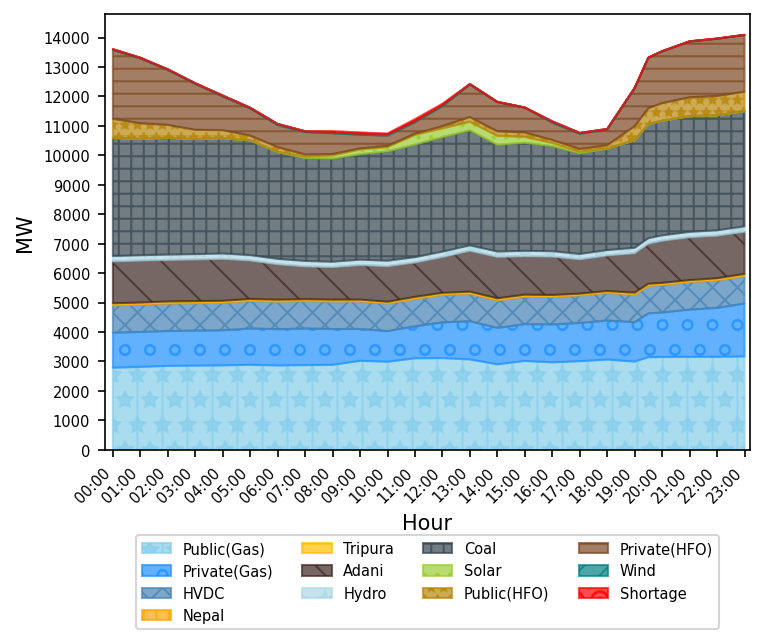 14000
13000
12000
11000
10000
9000
8000
7000
6000
5000
4000
3000
2000
1000
0
MW
00:00 01:00 02:00 03:00 04:00 05:00 06:00 07:00 08:00 09:00 10:00 11:00 12:00 13:00 14:00 15:00 16:00 17:00 18:00 19:00 20:00 21:00 22:00 23:00
Hour
Public(Gas) Tripura Coal Private(HFO)
Private(Gas) Adani Solar Wind
HVDC Hydro Public(HFO) Shortage
Nepal